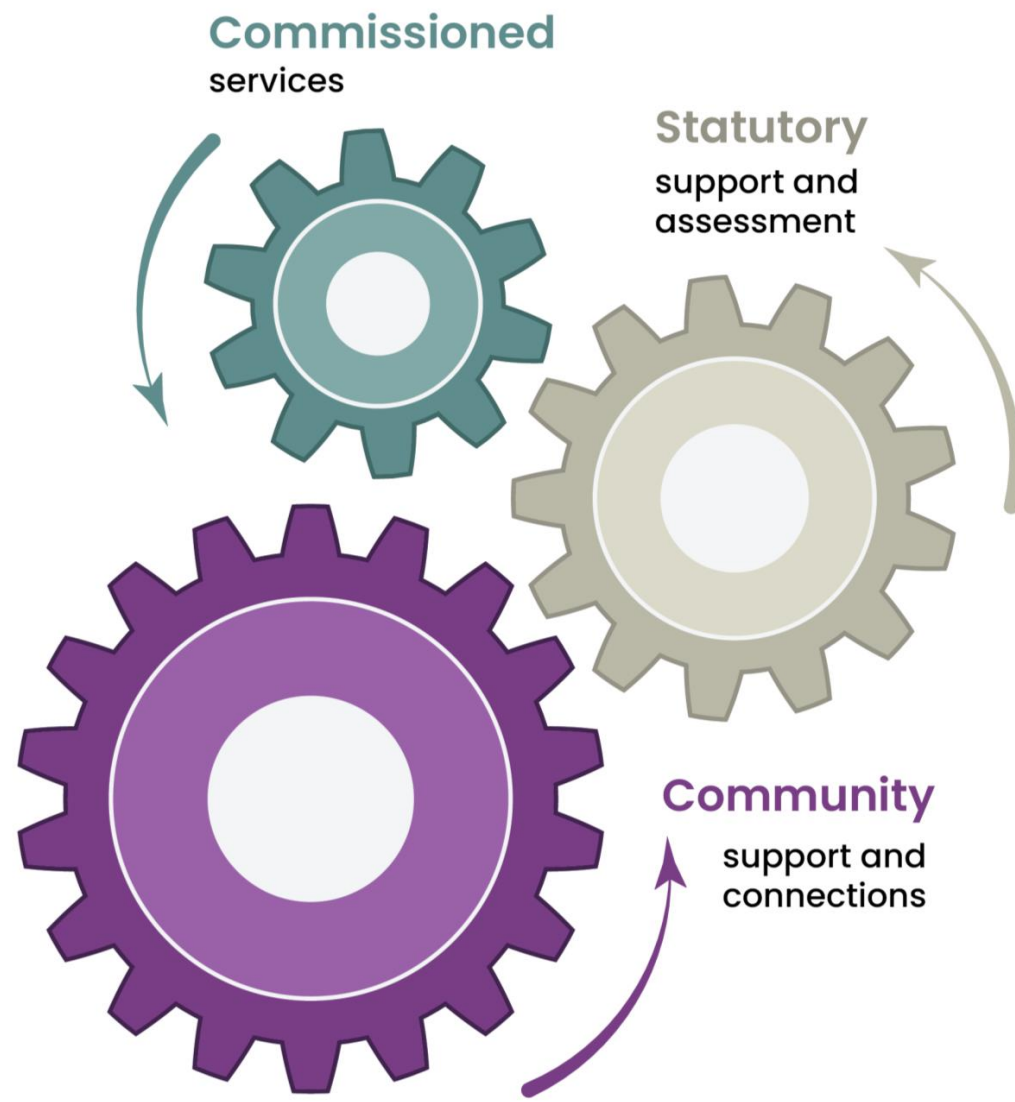 Commissioned
services
Statutory
support and
assessment
Community
support and
connections